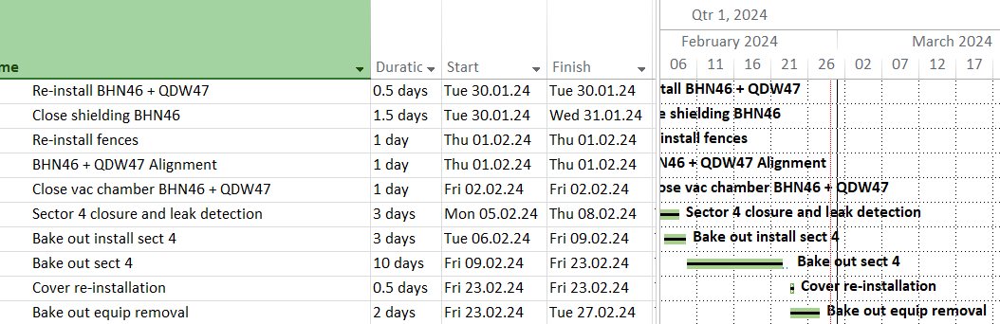 Qtr 1, 2024
February 2024 March 2024
me Duratic Start Finish 06 11 16 21 26 02 07 12 17
Re-install BHN46 + QDW47 0.5 days Tue 30.01.24 Tue 30.01.24 tall BHN46 + QDW47
Close shielding BHN46 1.5 days Tue 30.01.24 Wed 31.01.24 e shielding BHN46
Re-install fences 1 day Thu 01.02.24 Thu 01.02.24 install fences
BHN46 + QDW47 Alignment 1 day Thu 01.02.24 Thu 01.02.24 N46 + QDW47 Alignment
Close vac chamber BHN46 + QDW47 1 day Fri 02.02.24 Fri 02.02.24 ose vac chamber BHN46 + QDW47
Sector 4 closure and leak detection 3 days Mon 05.02.24 Thu 08.02.24 Sector 4 closure and leak detection
Bake out install sect 4 3 days Tue 06.02.24 Fri 09.02.24 Bake out install sect 4
Bake out sect 4 10 days Fri 09.02.24 Fri 23.02.24 Bake out sect 4
Cover re-installation 0.5 days Fri 23.02.24 Fri 23.02.24 Cover re-installation
Bake out equip removal 2 days Fri 23.02.24 Tue 27.02.24 Bake out equip removal